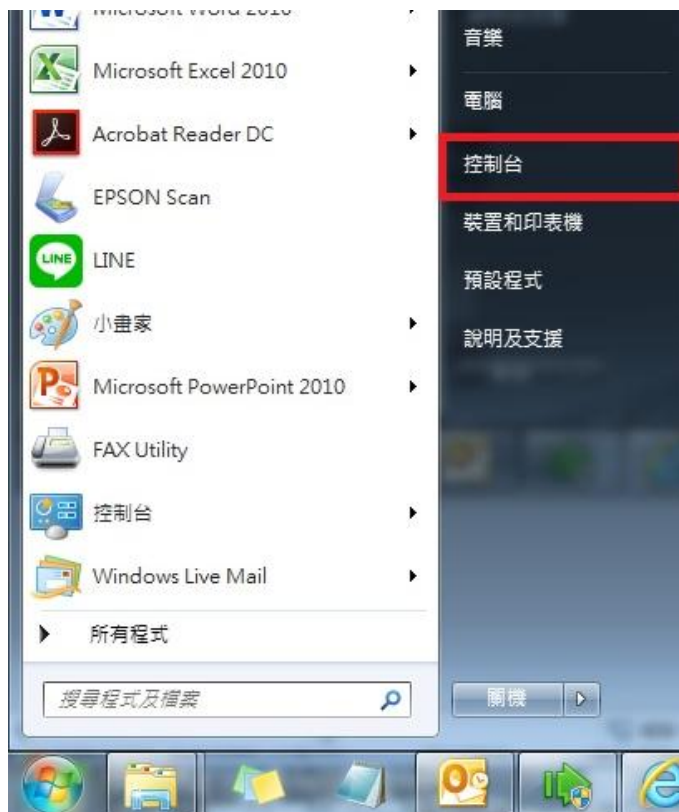 Microsoft Word 2010
Microsoft Excel 2010
Acrobat Reader DC
EPSON Scan
LINE
LINE
小畫家
Microsoft PowerPoint 2010
FAX Utility
控制台
Windows Live Mail
所有程式
搜尋程式及檔案
音樂
電腦
控制台
裝置和印表機
預設程式
說明及支援
關機